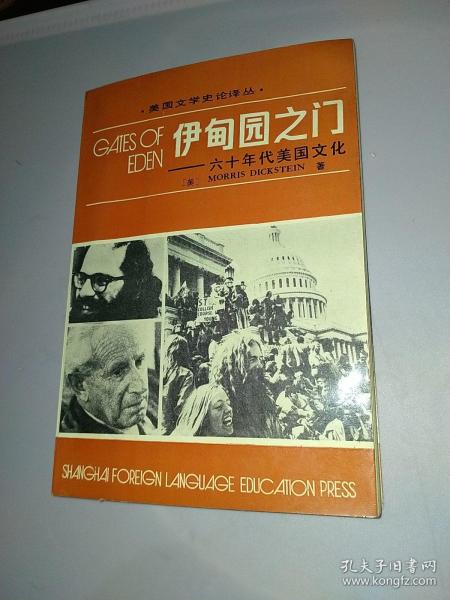 ·美国文学史论译丛·
GATES OF
EDEN
伊甸园之门
——六十年代美国文化
[美] MORRIS DICKSTEIN 著
SHANGHAI FOREIGN LANGUAGE EDUCATION PRESS
孔夫子旧书网
www.kongfz.com